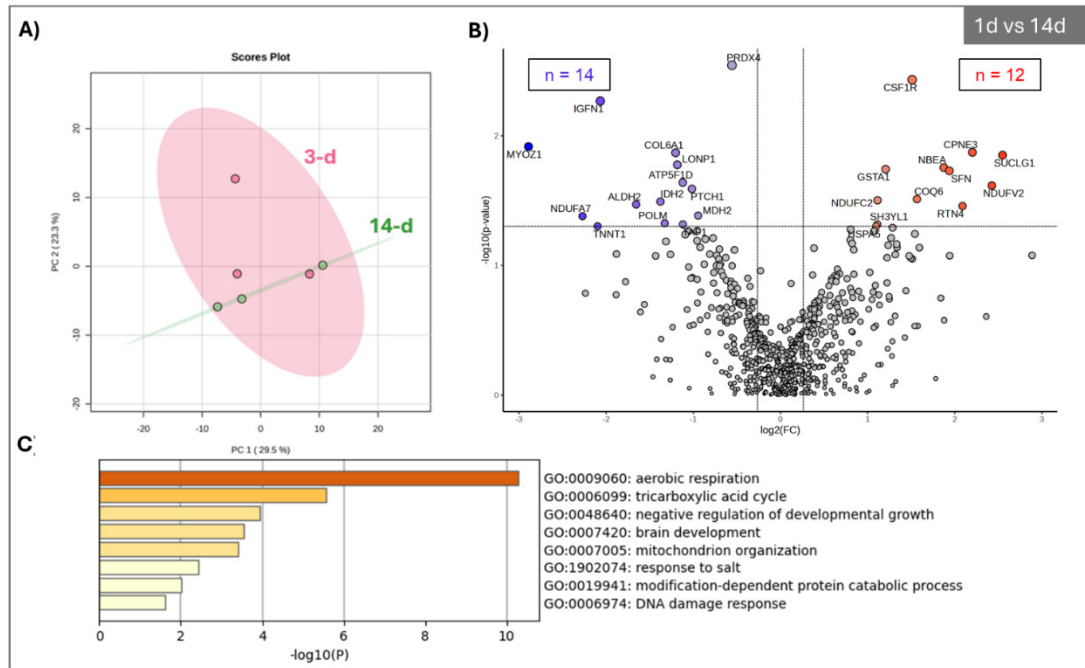 1d vs 14d
A)
Scores Plot
3-d
14-d
PC 2 ( 23.3 %)
20
10
0
-10
-20
-20
-10
0
10
20
PC 1 ( 29.5 %)
B)
n = 14
n = 12
PRDX4
CSF1R
IGFN1
MYOZ1
COL6A1
LONP1
ATP5F1D
PTCH1
IDH2
ALDH2
NDUFA7
POLM
MDH2
TNNT1
CPNE3
SUCLG1
NBEA
SFN
GSTA1
NDUFV2
COQ6
NDUFC2
RTN4
SH3YL1
HSPA5
-log10(p-value)
2
1
0
-3
-2
-1
0
1
2
3
log2(FC)
C)
GO:0009060: aerobic respiration
GO:0006099: tricarboxylic acid cycle
GO:0048640: negative regulation of developmental growth
GO:0007420: brain development
GO:0007005: mitochondrion organization
GO:1902074: response to salt
GO:0019941: modification-dependent protein catabolic process
GO:0006974: DNA damage response
0
2
4
6
8
10
-log10(P)